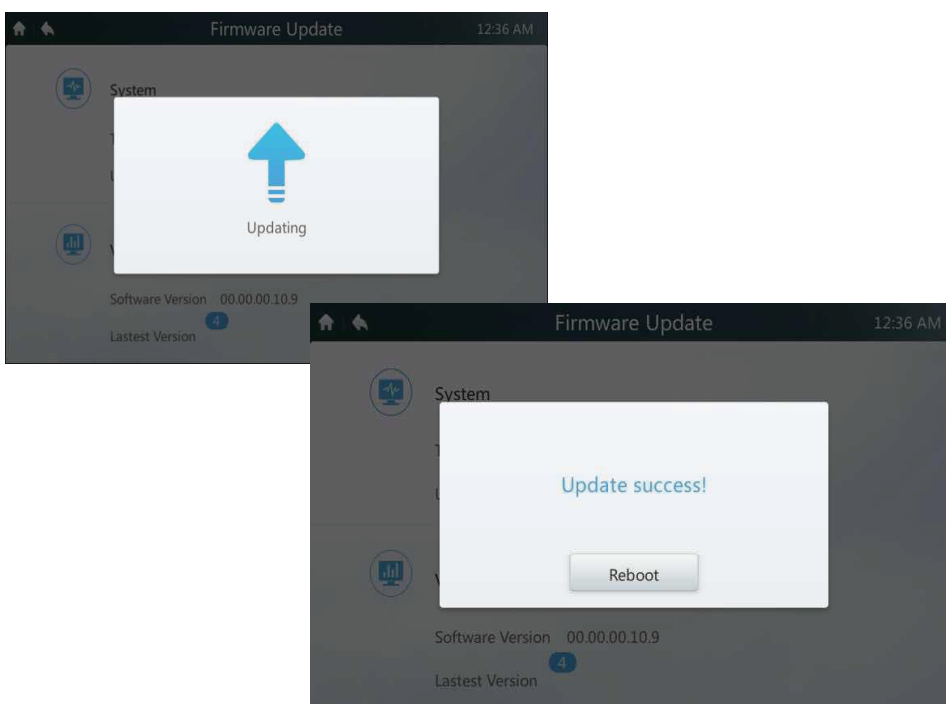 Firmware Update 12:36 AM
System
Updating
Software Version 00.00.00.10.9
4
Lastest Version
Firmware Update 12:36 AM
System
Update success!
Reboot
Software Version 00.00.00.10.9
4
Lastest Version